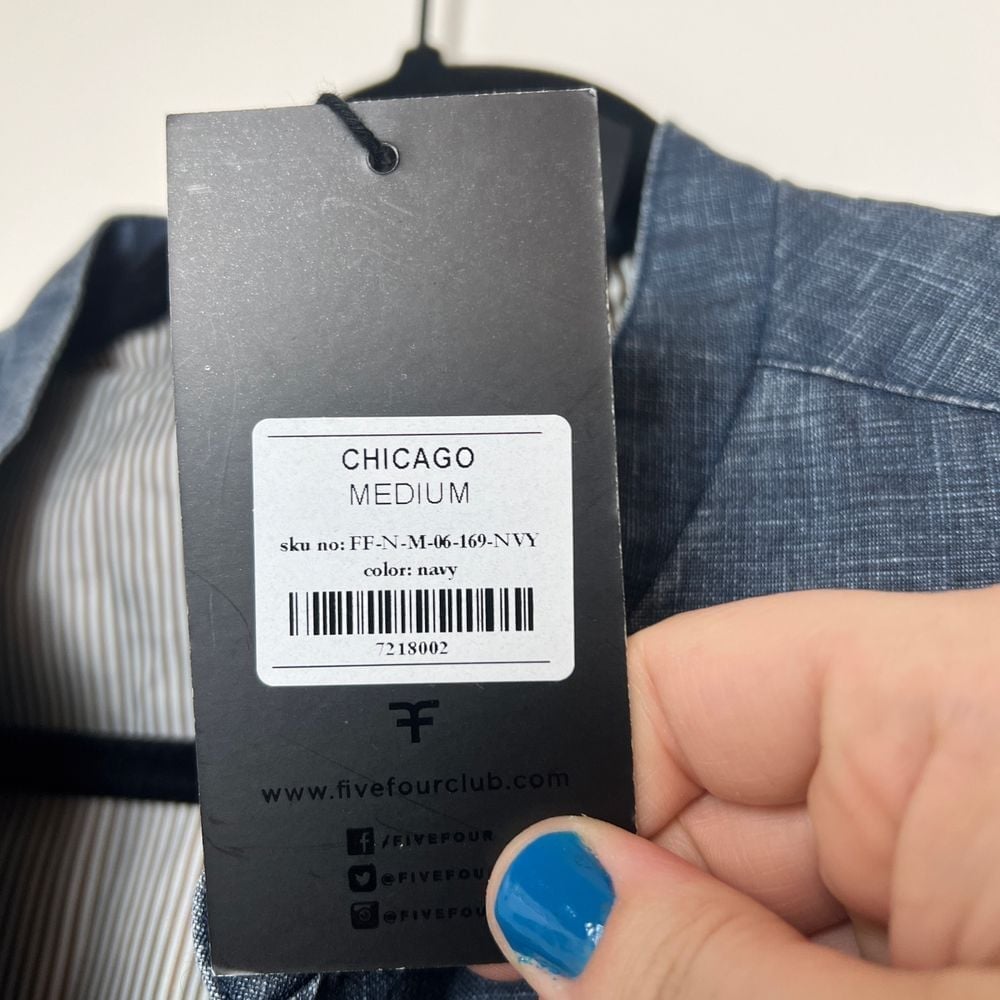 CHICAGO
MEDIUM
sku no: FF-N-M-06-169-NVY
color: navy
7218002
www.fivefourclub.com
/FIVEFOUR
@FIVEFOU
@FIVEFOU